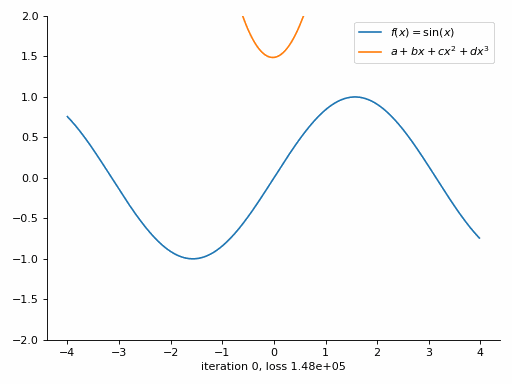 2.0
1.5
1.0
0.5
0.0
−0.5
−1.0
−1.5
−2.0
f(x) = sin(x)
a + bx + cx² + dx³
−4 −3 −2 −1 0 1 2 3 4
iteration 0, loss 1.48e+05